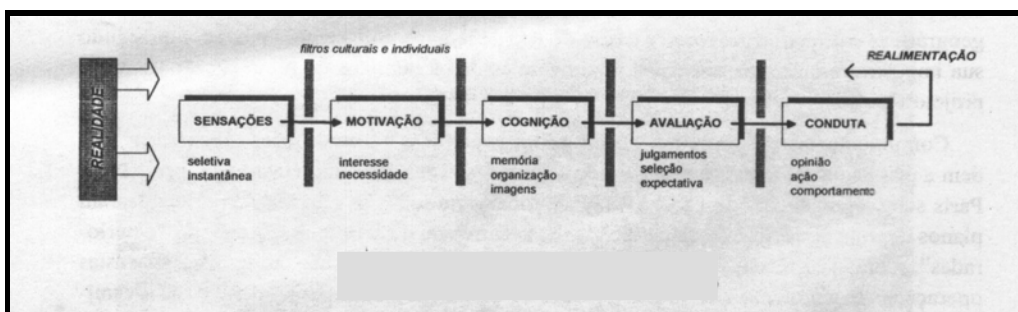 filtros culturais e individuais
REALIMENTAÇÃO
REALIDADE
SENSAÇÕES
MOTIVAÇÃO
COGNIÇÃO
AVALIAÇÃO
CONDUTA
seletiva
instantânea
interesse
necessidade
memória
organização
imagens
julgamentos
seleção
expectativa
opinião
ação
comportamento